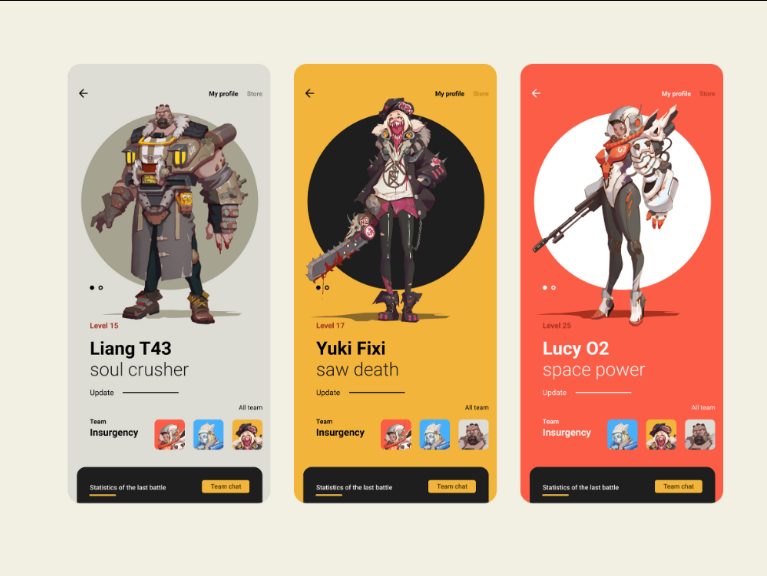 My profile Store
Level 15
Liang T43
soul crusher
Update
All team
Team
Insurgency
Statistics of the last battle
Team chat
My profile Store
Level 17
Yuki Fixi
saw death
Update
All team
Team
Insurgency
Statistics of the last battle
Team chat
My profile Store
Level 25
Lucy O2
space power
Update
All team
Team
Insurgency
Statistics of the last battle
Team chat